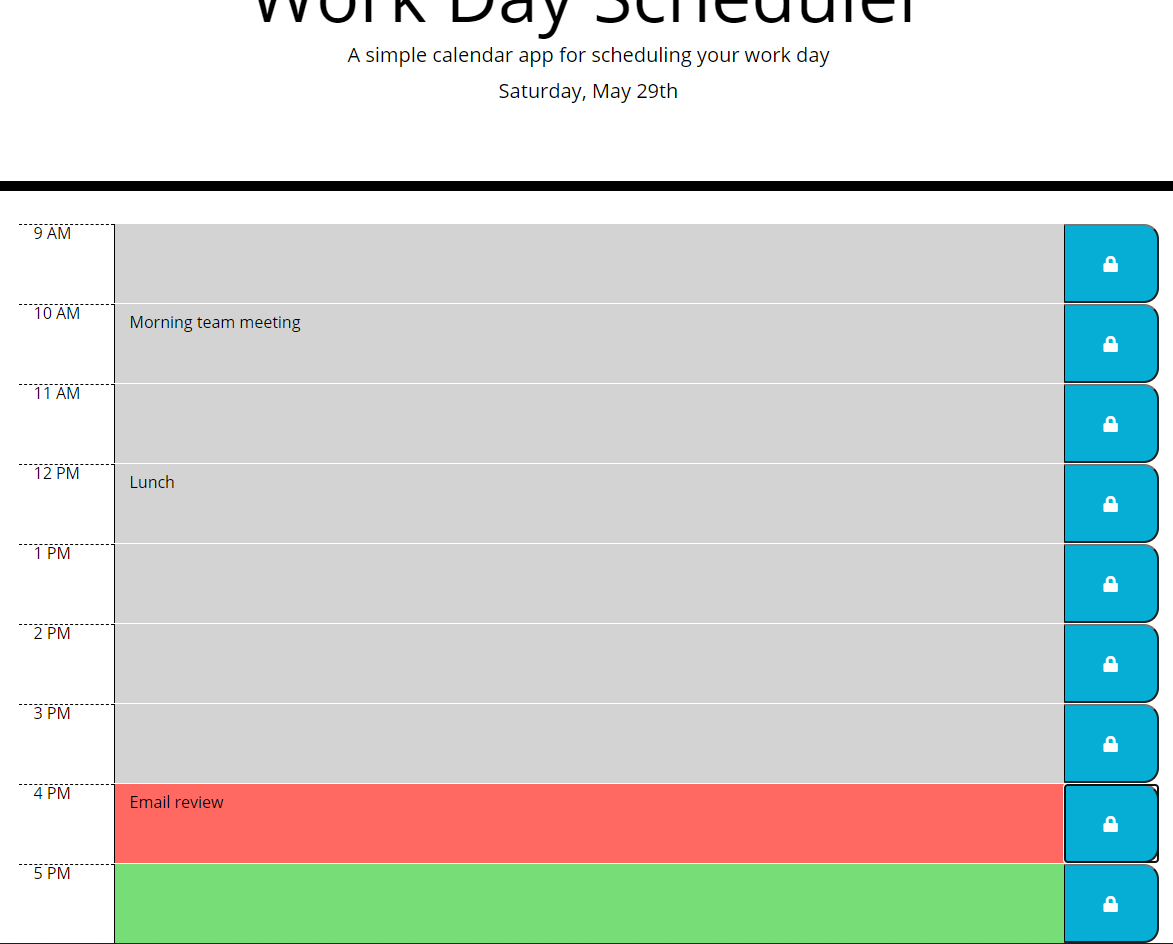 Work Day Scheduler
A simple calendar app for scheduling your work day
Saturday, May 29th
9 AM
10 AM
Morning team meeting
11 AM
12 PM
Lunch
1 PM
2 PM
3 PM
4 PM
Email review
5 PM